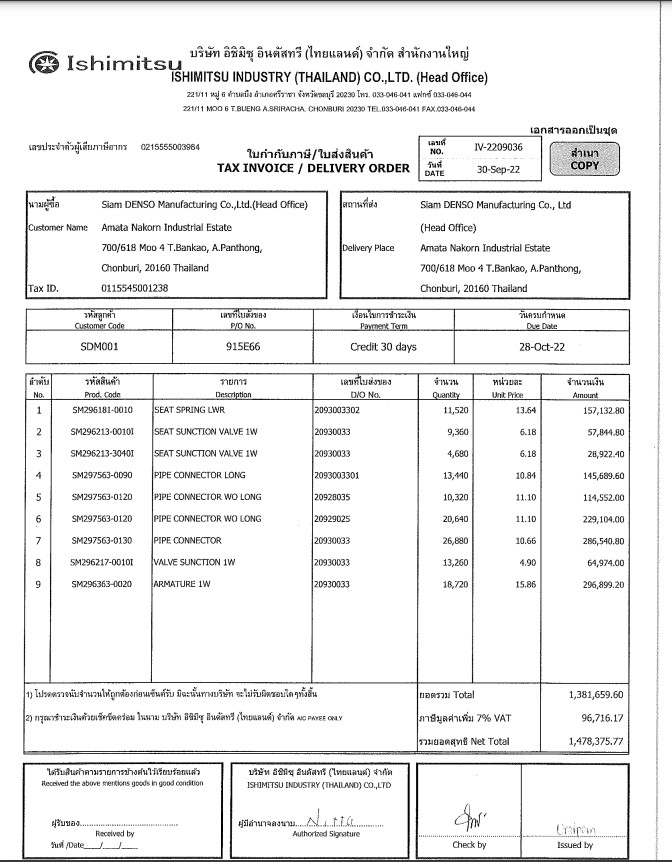 Ishimitsu
บริษัท อิชิมิซุ อินดัสทรี (ไทยแลนด์) จำกัด สำนักงานใหญ่
ISHIMITSU INDUSTRY (THAILAND) CO.,LTD. (Head Office)
221/11 หมู่ 6 ตำบลบึง อำเภอศรีราชา จังหวัดชลบุรี 20230 โทร. 033-046-041 แฟกซ์ 033-046-044
221/11 MOO 6 T.BUENG A.SRIRACHA, CHONBURI 20230 TEL.033-046-041 FAX.033-046-044
เอกสารออกเป็นชุด
เลขประจำตัวผู้เสียภาษีอากร 0215555003984
ใบกำกับภาษี/ใบส่งสินค้า
TAX INVOICE / DELIVERY ORDER
เลขที่ NO. IV-2209036
วันที่ DATE 30-Sep-22
สำเนา
COPY
นามผู้ซื้อ Siam DENSO Manufacturing Co.,Ltd.(Head Office)
Customer Name Amata Nakorn Industrial Estate
700/618 Moo 4 T.Bankao, A.Panthong,
Chonburi, 20160 Thailand
Tax ID. 0115545001238
สถานที่ส่ง Siam DENSO Manufacturing Co., Ltd
(Head Office)
Delivery Place Amata Nakorn Industrial Estate
700/618 Moo 4 T.Bankao, A.Panthong,
Chonburi, 20160 Thailand
รหัสลูกค้า เลขที่ใบสั่งของ เงื่อนไขการชำระเงิน วันครบกำหนด
Customer Code P/O No. Payment Term Due Date
SDM001 915E66 Credit 30 days 28-Oct-22
ลำดับ รหัสสินค้า รายการ เลขที่ใบส่งของ จำนวน หน่วยละ จำนวนเงิน
No. Prod. Code Description D/O No. Quantity Unit Price Amount
1 SM296181-0010 SEAT SPRING LWR 2093003302 11,520 13.64 157,132.80
2 SM296213-0010I SEAT SUNCTION VALVE 1W 20930033 9,360 6.18 57,844.80
3 SM296213-3040I SEAT SUNCTION VALVE 1W 20930033 4,680 6.18 28,922.40
4 SM297563-0090 PIPE CONNECTOR LONG 2093003301 13,440 10.84 145,689.60
5 SM297563-0120 PIPE CONNECTOR WO LONG 20928035 10,320 11.10 114,552.00
6 SM297563-0120 PIPE CONNECTOR WO LONG 20929025 20,640 11.10 229,104.00
7 SM297563-0130 PIPE CONNECTOR 20930033 26,880 10.66 286,540.80
8 SM296217-0010I VALVE SUNCTION 1W 20930033 13,260 4.90 64,974.00
9 SM296363-0020 ARMATURE 1W 20930033 18,720 15.86 296,899.20
1) โปรดตรวจนับจำนวนให้ถูกต้องก่อนเซ็นต์รับ มิฉะนั้นทางบริษัท จะไม่รับผิดชอบใดๆทั้งสิ้น
2) กรุณาชำระเงินด้วยเช็คขีดคร่อม ในนาม บริษัท อิชิมิซุ อินดัสทรี (ไทยแลนด์) จำกัด A/C PAYEE ONLY
ยอดรวม Total 1,381,659.60
ภาษีมูลค่าเพิ่ม 7% VAT 96,716.17
รวมยอดสุทธิ Net Total 1,478,375.77
ได้รับสินค้าตามรายการข้างต้นไว้เรียบร้อยแล้ว
Received the above mentions goods in good condition
ผู้รับของ
Received by
วันที่ /Date___/___/___
บริษัท อิชิมิซุ อินดัสทรี (ไทยแลนด์) จำกัด
ISHIMITSU INDUSTRY (THAILAND) CO.,LTD
ผู้มีอำนาจลงนาม
Authorized Signature
Check by
Issued by